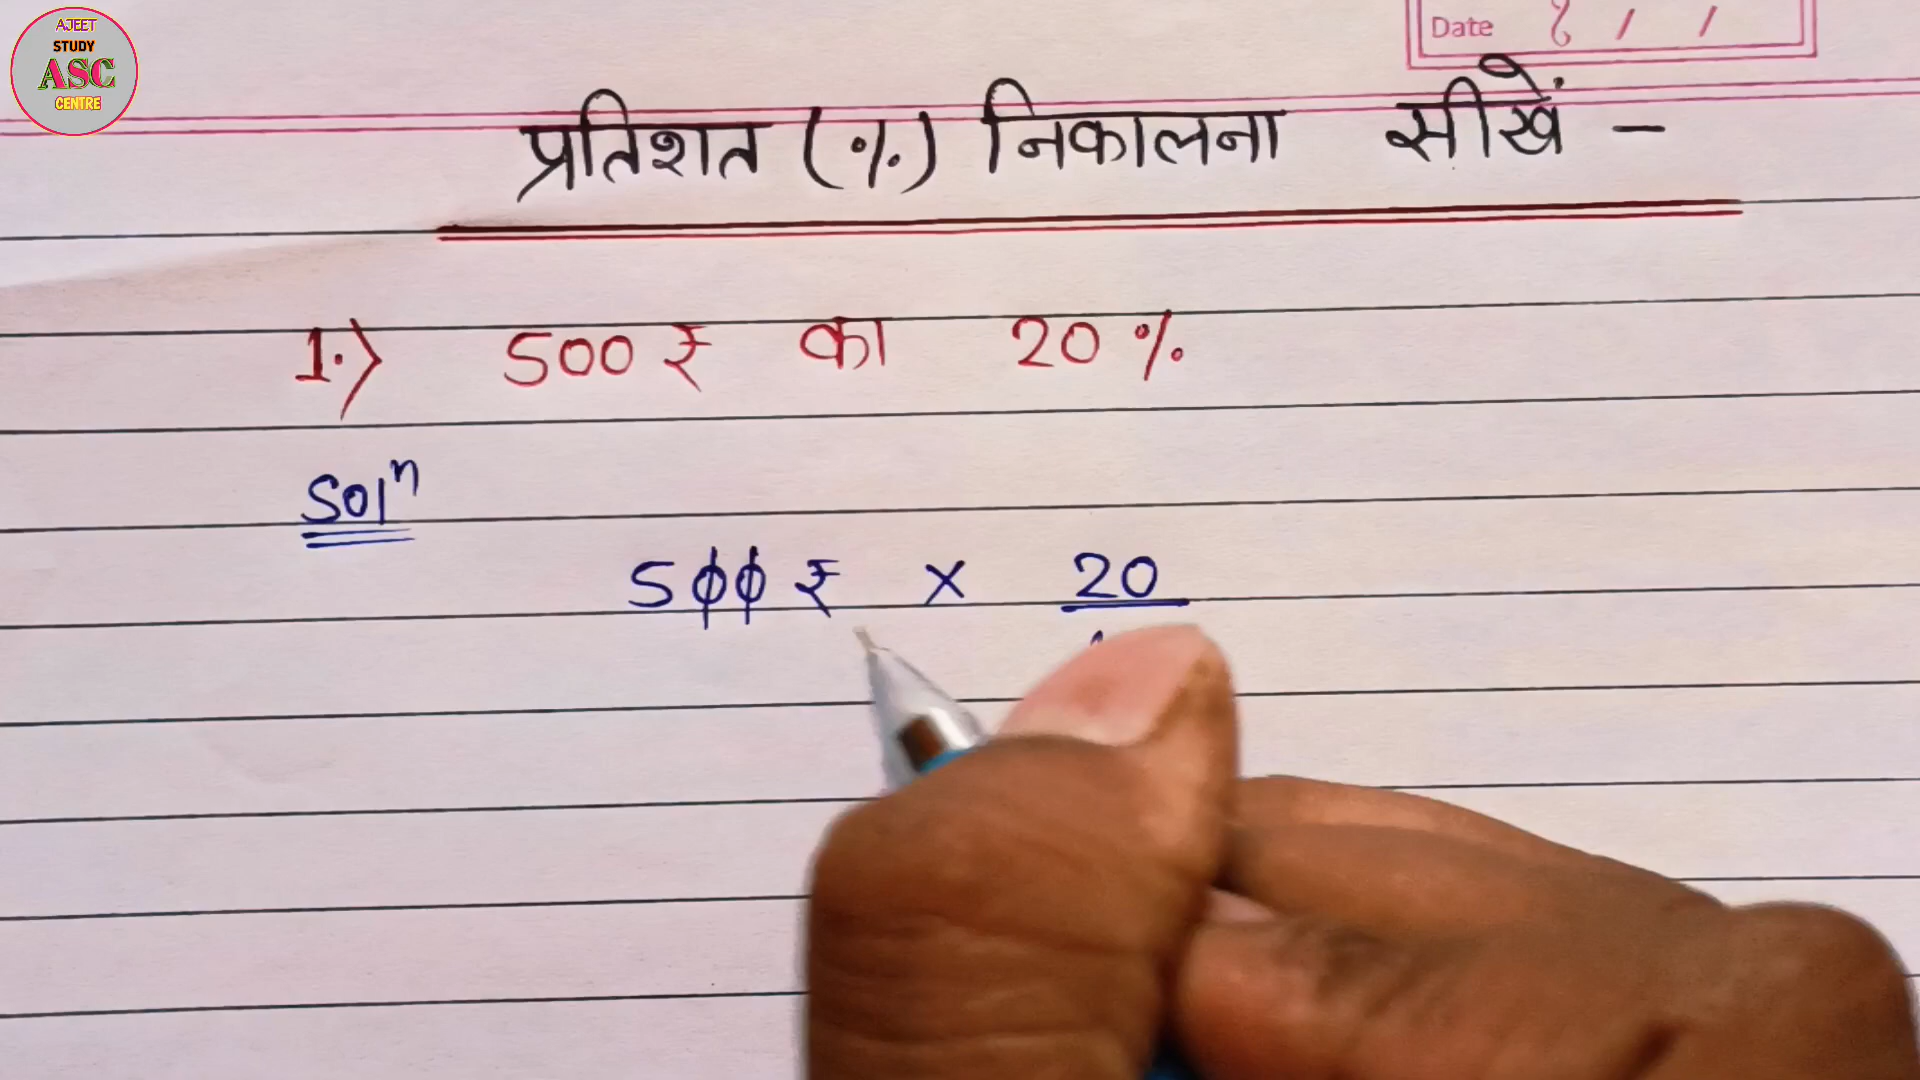 AJEET
STUDY
ASC
CENTRE
Date / /
प्रतिशत (%) निकालना सीखें -
1.) 500 ₹ का 20 %
Solⁿ
500 ₹ × 20